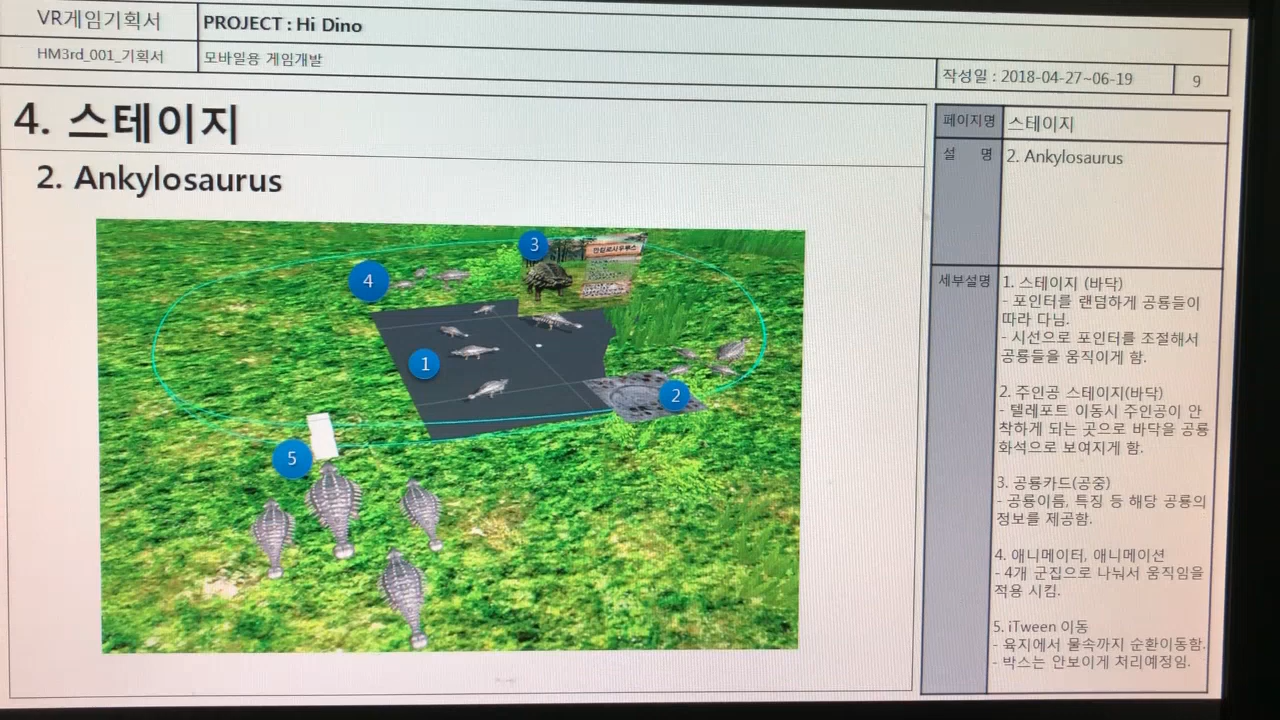 VR게임기획서
PROJECT : Hi Dino
HM3rd_001_기획서
모바일용 게임개발
작성일 : 2018-04-27~06-19
9
4. 스테이지
2. Ankylosaurus
3
안킬로사우루스
4
1
2
5
페이지명
스테이지
설 명
2. Ankylosaurus
세부설명
1. 스테이지 (바닥)
- 포인터를 랜덤하게 공룡들이
따라 다님.
- 시선으로 포인터를 조절해서
공룡들을 움직이게 함.
2. 주인공 스테이지(바닥)
- 텔레포트 이동시 주인공이 안
착하게 되는 곳으로 바닥을 공룡
화석으로 보여지게 함.
3. 공룡카드(공중)
- 공룡이름, 특징 등 해당 공룡의
정보를 제공함.
4. 애니메이터, 애니메이션
- 4개 군집으로 나눠서 움직임을
적용 시킴.
5. iTween 이동
- 육지에서 물속까지 순환이동함.
- 박스는 안보이게 처리예정임.